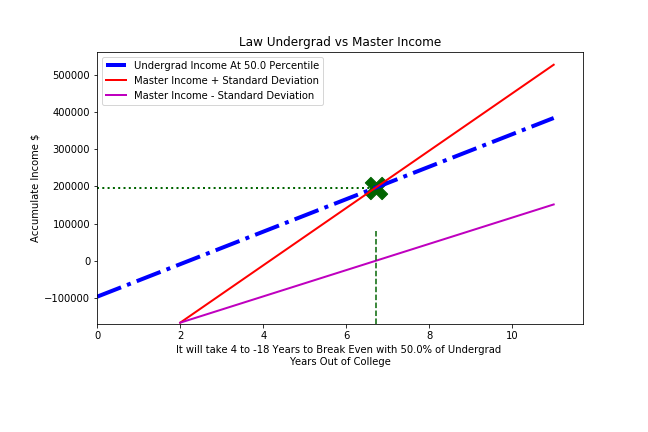 Law Undergrad vs Master Income
Undergrad Income At 50.0 Percentile
Master Income + Standard Deviation
Master Income - Standard Deviation
Accumulate Income $
500000
400000
300000
200000
100000
0
−100000
0 2 4 6 8 10
It will take 4 to -18 Years to Break Even with 50.0% of Undergrad
Years Out of College